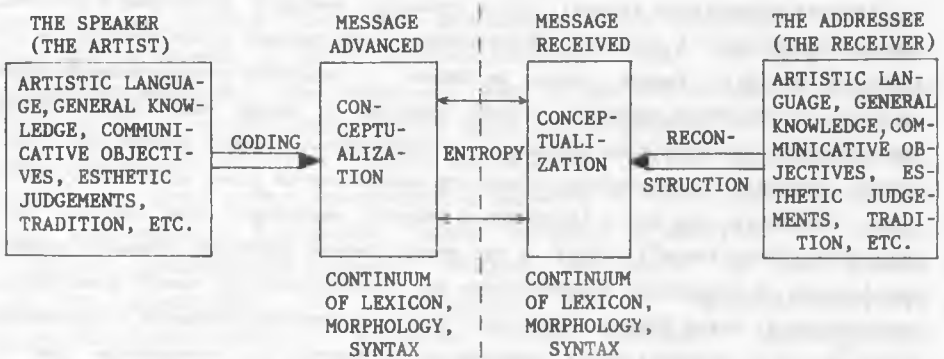 THE SPEAKER
(THE ARTIST)
ARTISTIC LANGUA-
GE, GENERAL KNOW-
LEDGE, COMMUNI-
CATIVE OBJECTI-
VES, ESTHETIC
JUDGEMENTS,
TRADITION, ETC.
CODING
MESSAGE
ADVANCED
CON-
CEPTU-
ALIZA-
TION
CONTINUUM
OF LEXICON,
MORPHOLOGY,
SYNTAX
ENTROPY
MESSAGE
RECEIVED
CONCEP-
TUALI-
ZATION
CONTINUUM
OF LEXICON,
MORPHOLOGY,
SYNTAX
RECON-
STRUCTION
THE ADDRESSEE
(THE RECEIVER)
ARTISTIC LAN-
GUAGE, GENERAL
KNOWLEDGE, COM-
MUNICATIVE OB-
JECTIVES, ES-
THETIC JUDGE-
MENTS, TRADI-
TION, ETC.